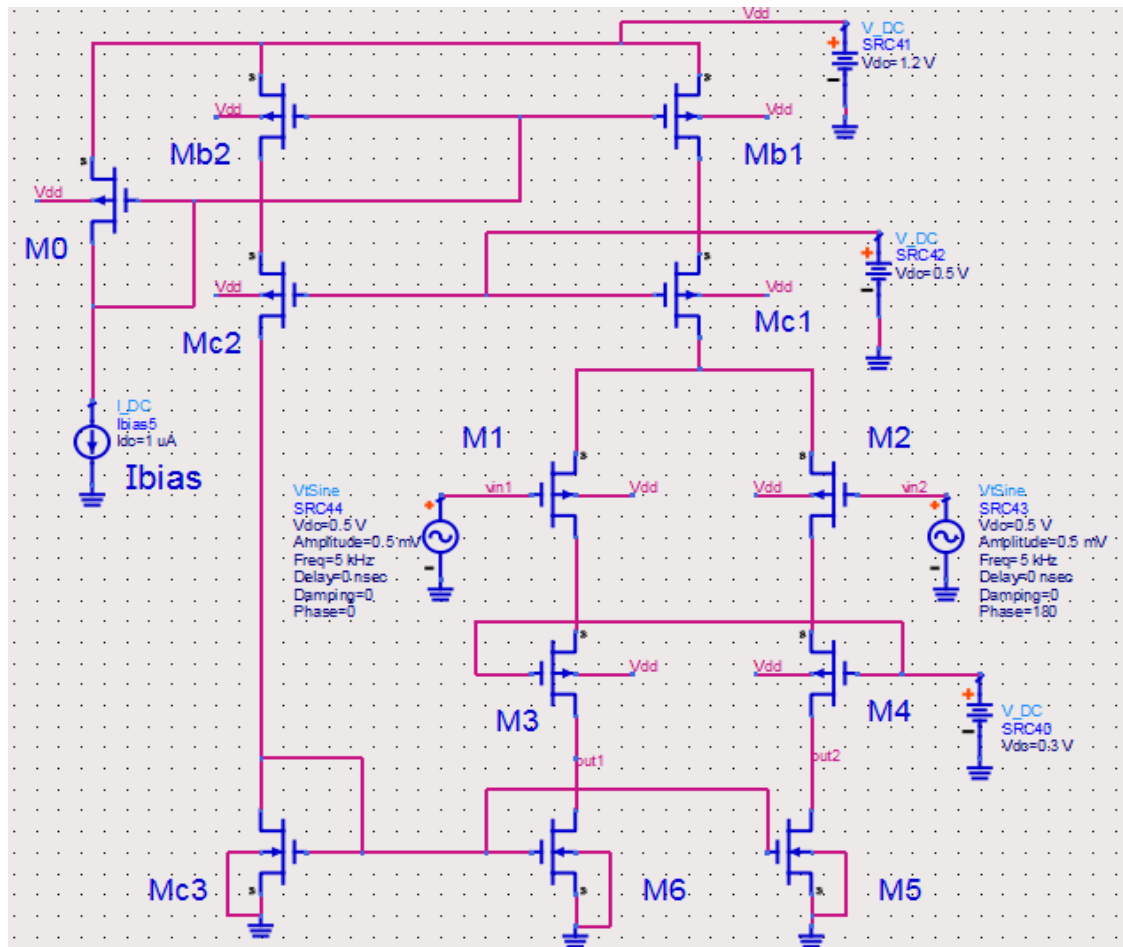 Vdd
V_DC
SRC41
Vdc=1.2 V
s
s
Vdd
Vdd
Mb2
Mb1
s
Vdd
M0
V_DC
SRC42
Vdc=0.5 V
s
s
Vdd
Vdd
Mc2
Mc1
I_DC
Ibias5
Idc=1 uA
Ibias
M1
M2
s
s
VtSine
SRC44
Vdc=0.5 V
Amplitude=0.5 mV
Freq=5 kHz
Delay=0 nsec
Damping=0
Phase=0
vin1
Vdd
Vdd
vin2
VtSine
SRC43
Vdc=0.5 V
Amplitude=0.5 mV
Freq=5 kHz
Delay=0 nsec
Damping=0
Phase=180
s
s
Vdd
Vdd
M3
M4
V_DC
SRC40
Vdc=0.3 V
out1
out2
Mc3
s
M6
s
M5
s